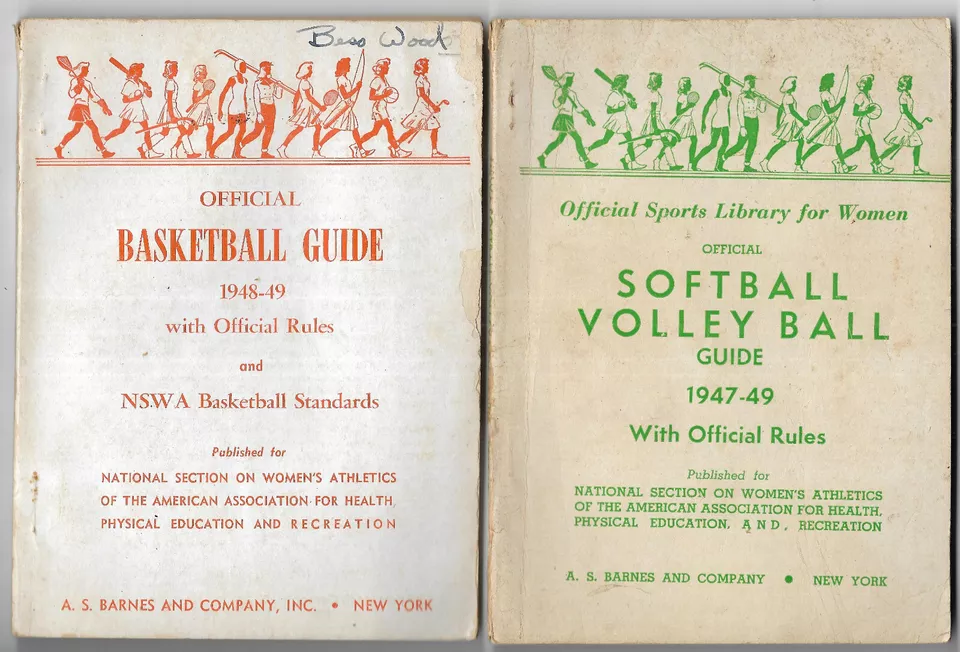 Bess Woods
OFFICIAL
BASKETBALL GUIDE
1948-49
with Official Rules
and
NSWA Basketball Standards
Published for
NATIONAL SECTION ON WOMEN'S ATHLETICS
OF THE AMERICAN ASSOCIATION FOR HEALTH,
PHYSICAL EDUCATION AND RECREATION
A. S. BARNES AND COMPANY, INC. • NEW YORK
Official Sports Library for Women
OFFICIAL
SOFTBALL
VOLLEY BALL
GUIDE
1947-49
With Official Rules
Published for
NATIONAL SECTION ON WOMEN'S ATHLETICS
OF THE AMERICAN ASSOCIATION FOR HEALTH,
PHYSICAL EDUCATION, AND, RECREATION
A. S. BARNES AND COMPANY • NEW YORK